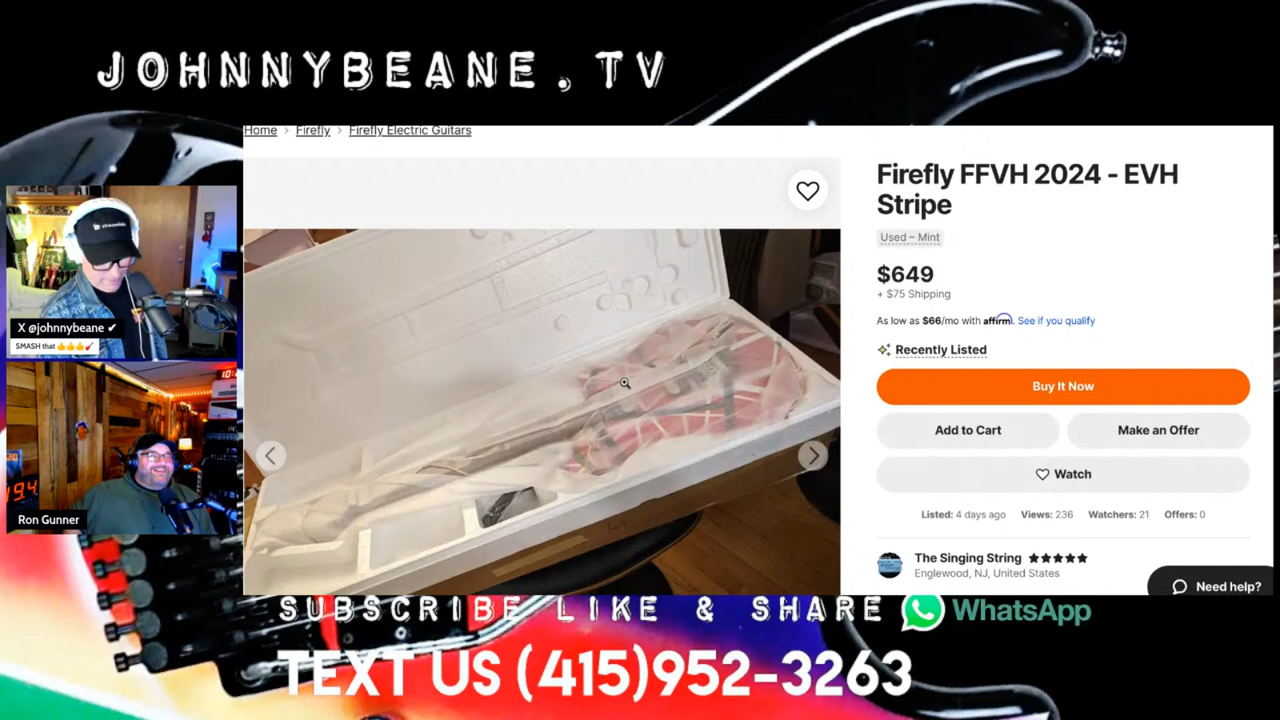 JOHNNYBEANE.TV
Home > Firefly > Firefly Electric Guitars
Firefly FFVH 2024 - EVH
Stripe
Used – Mint
$649
+ $75 Shipping
As low as $66/mo with affirm. See if you qualify
Recently Listed
Buy It Now
Add to Cart
Make an Offer
Watch
Listed: 4 days ago Views: 236 Watchers: 21 Offers: 0
The Singing String ★★★★★
Englewood, NJ, United States
Need help?
X @johnnybeane ✔
SMASH that 👍👍👍🎸
Ron Gunner
SUBSCRIBE LIKE & SHARE
WhatsApp
TEXT US (415)952-3263